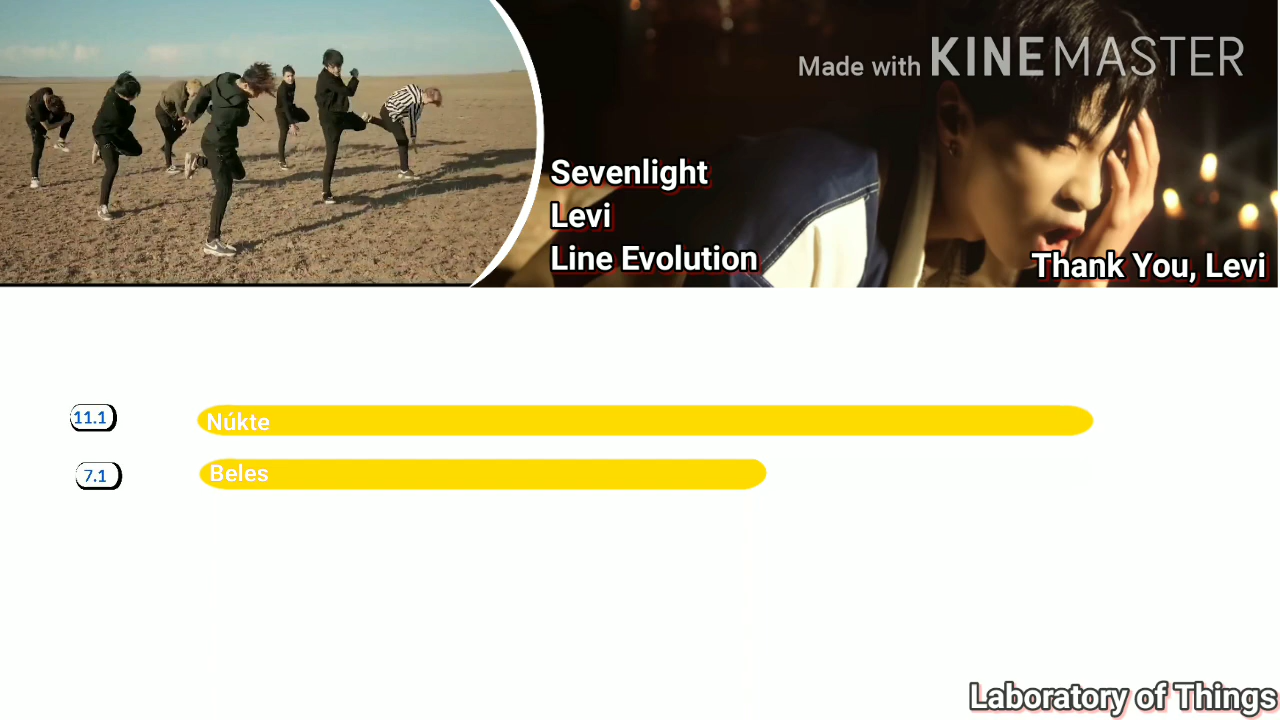 Made with KINEMASTER
Sevenlight
Levi
Line Evolution
Thank You, Levi
11.1 Núkte
7.1 Beles
Laboratory of Things